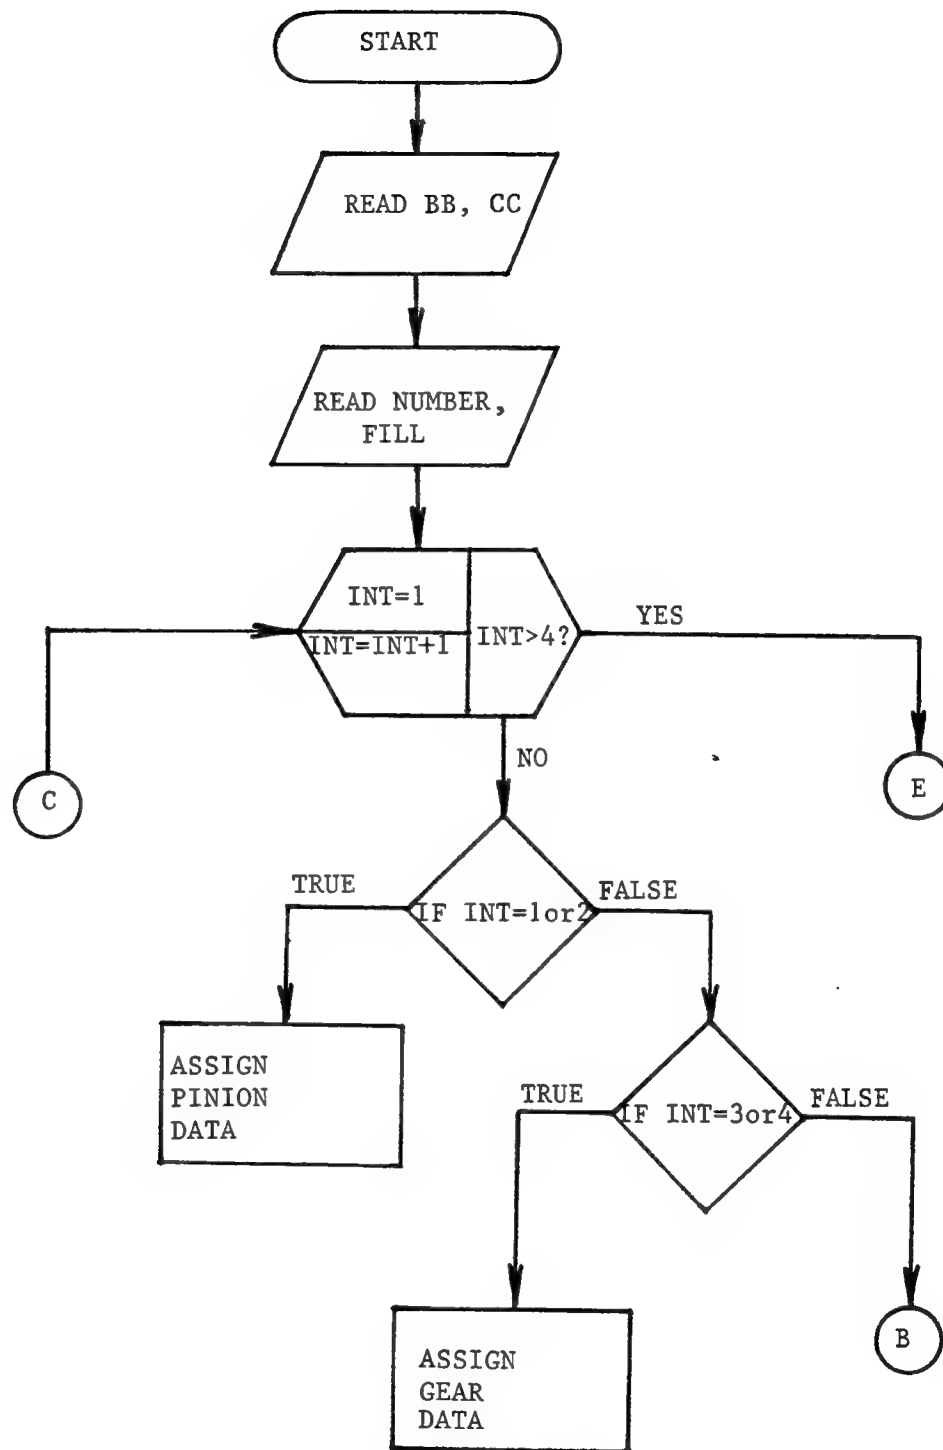 START
READ BB, CC
READ NUMBER,
FILL
INT=1
INT=INT+1
INT>4?
YES
NO
C
E
TRUE
FALSE
IF INT=1or2
ASSIGN
PINION
DATA
TRUE
FALSE
IF INT=3or4
B
ASSIGN
GEAR
DATA